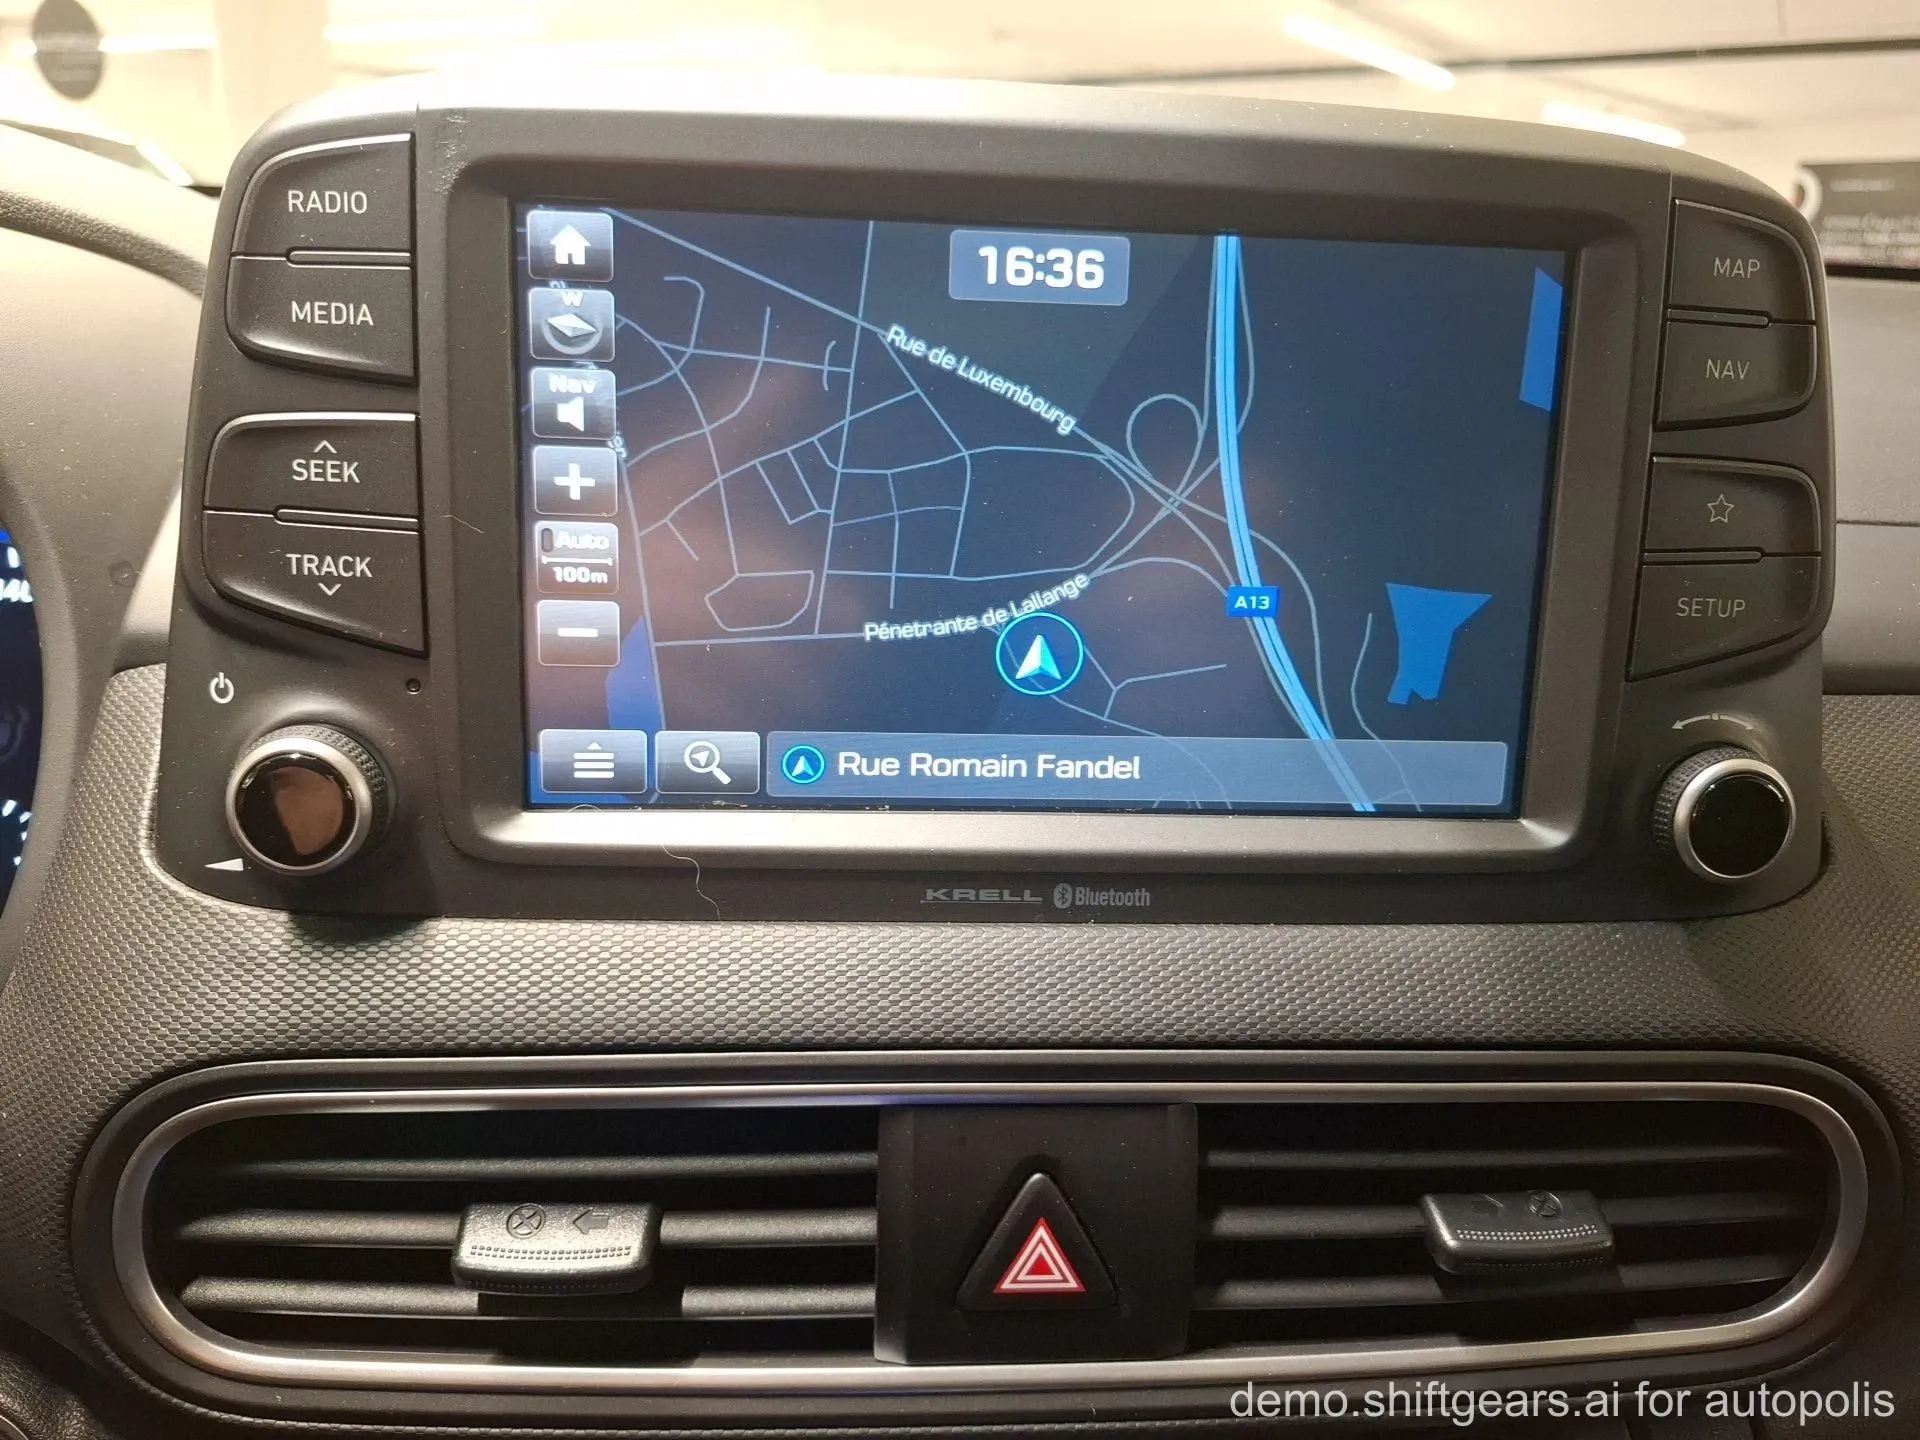 RADIO
MEDIA
SEEK
TRACK
MAP
NAV
SETUP
16:36
W
Nav
Auto
100m
Rue de Luxembourg
Pénetrante de Lallange
A13
Rue Romain Fandel
KRELL Bluetooth
demo.shiftgears.ai for autopolis